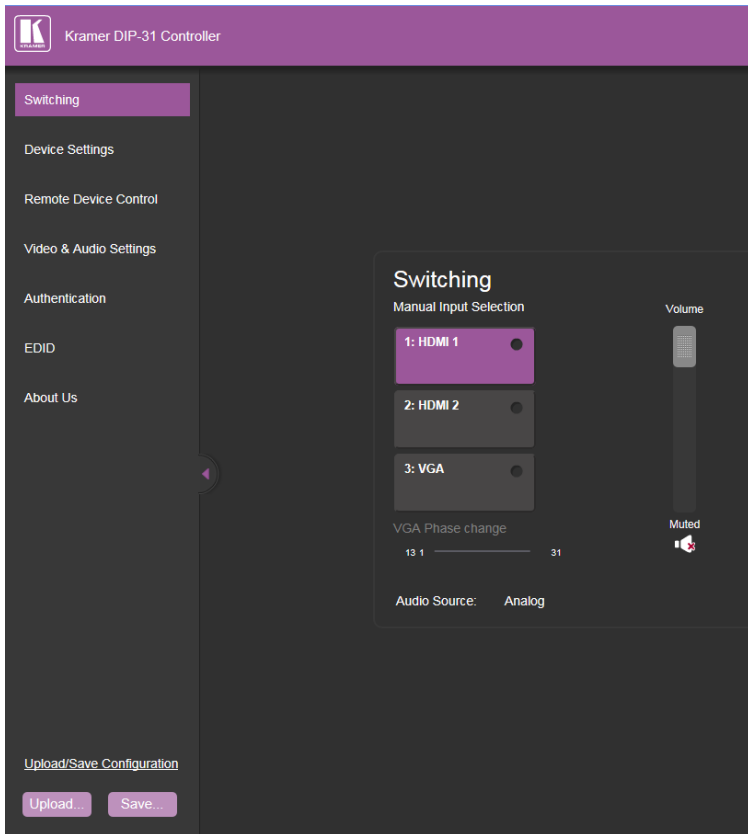 KRAMER
Kramer DIP-31 Controller
Switching
Device Settings
Remote Device Control
Video & Audio Settings
Authentication
EDID
About Us
Switching
Manual Input Selection
Volume
1: HDMI 1
2: HDMI 2
3: VGA
VGA Phase change
13 1 31
Muted
Audio Source: Analog
Upload/Save Configuration
Upload... Save...